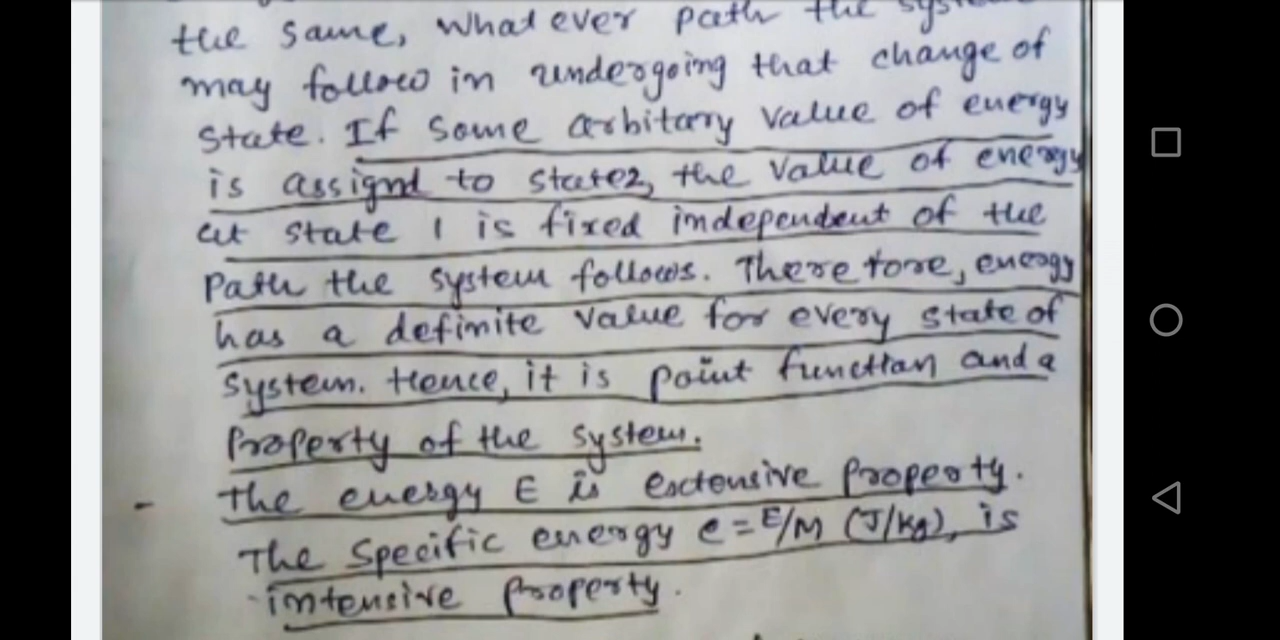 the same, whatever path the system
may follow in undergoing that change of
state. If some arbitary value of energy
is assignd to state2, the value of energy
at state 1 is fixed independent of the
path the system follows. Therefore, energy
has a definite value for every state of
system. Hence, it is point function and a
property of the system.
- The energy E is extensive property.
The specific energy e = E/M (J/kg), is
intensive property.